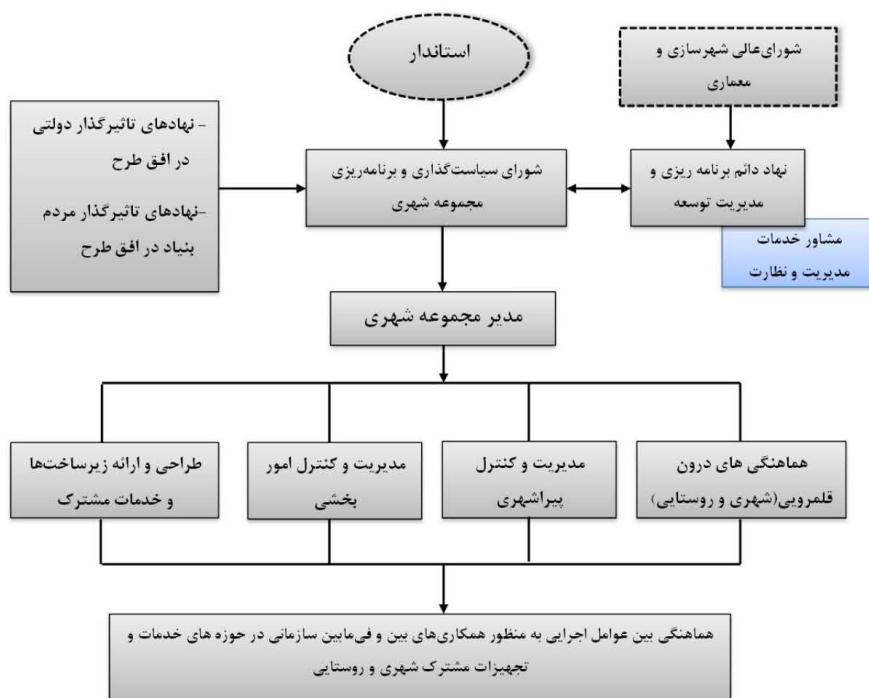 استاندار
شورای‌عالی شهرسازی و
معماری
- نهادهای تاثیرگذار دولتی
در افق طرح
-نهادهای تاثیرگذار مردم
بنیاد در افق طرح
شورای سیاست‌گذاری و برنامه‌ریزی
مجموعه شهری
نهاد دائم برنامه ریزی و
مدیریت توسعه
مشاور خدمات
مدیریت و نظارت
مدیر مجموعه شهری
هماهنگی های درون
قلمرویی(شهری و روستایی)
مدیریت و کنترل
پیراشهری
مدیریت و کنترل امور
بخشی
طراحی و ارائه زیرساخت‌ها
و خدمات مشترک
هماهنگی بین عوامل اجرایی به منظور همکاری‌های بین و فی‌مابین سازمانی در حوزه های خدمات و
تجهیزات مشترک شهری و روستایی